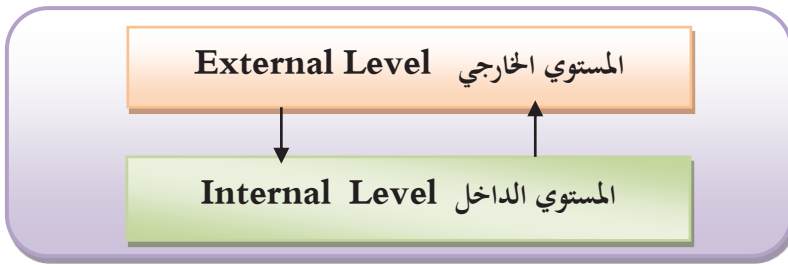 المستوي الخارجي External Level
المستوي الداخل Internal Level